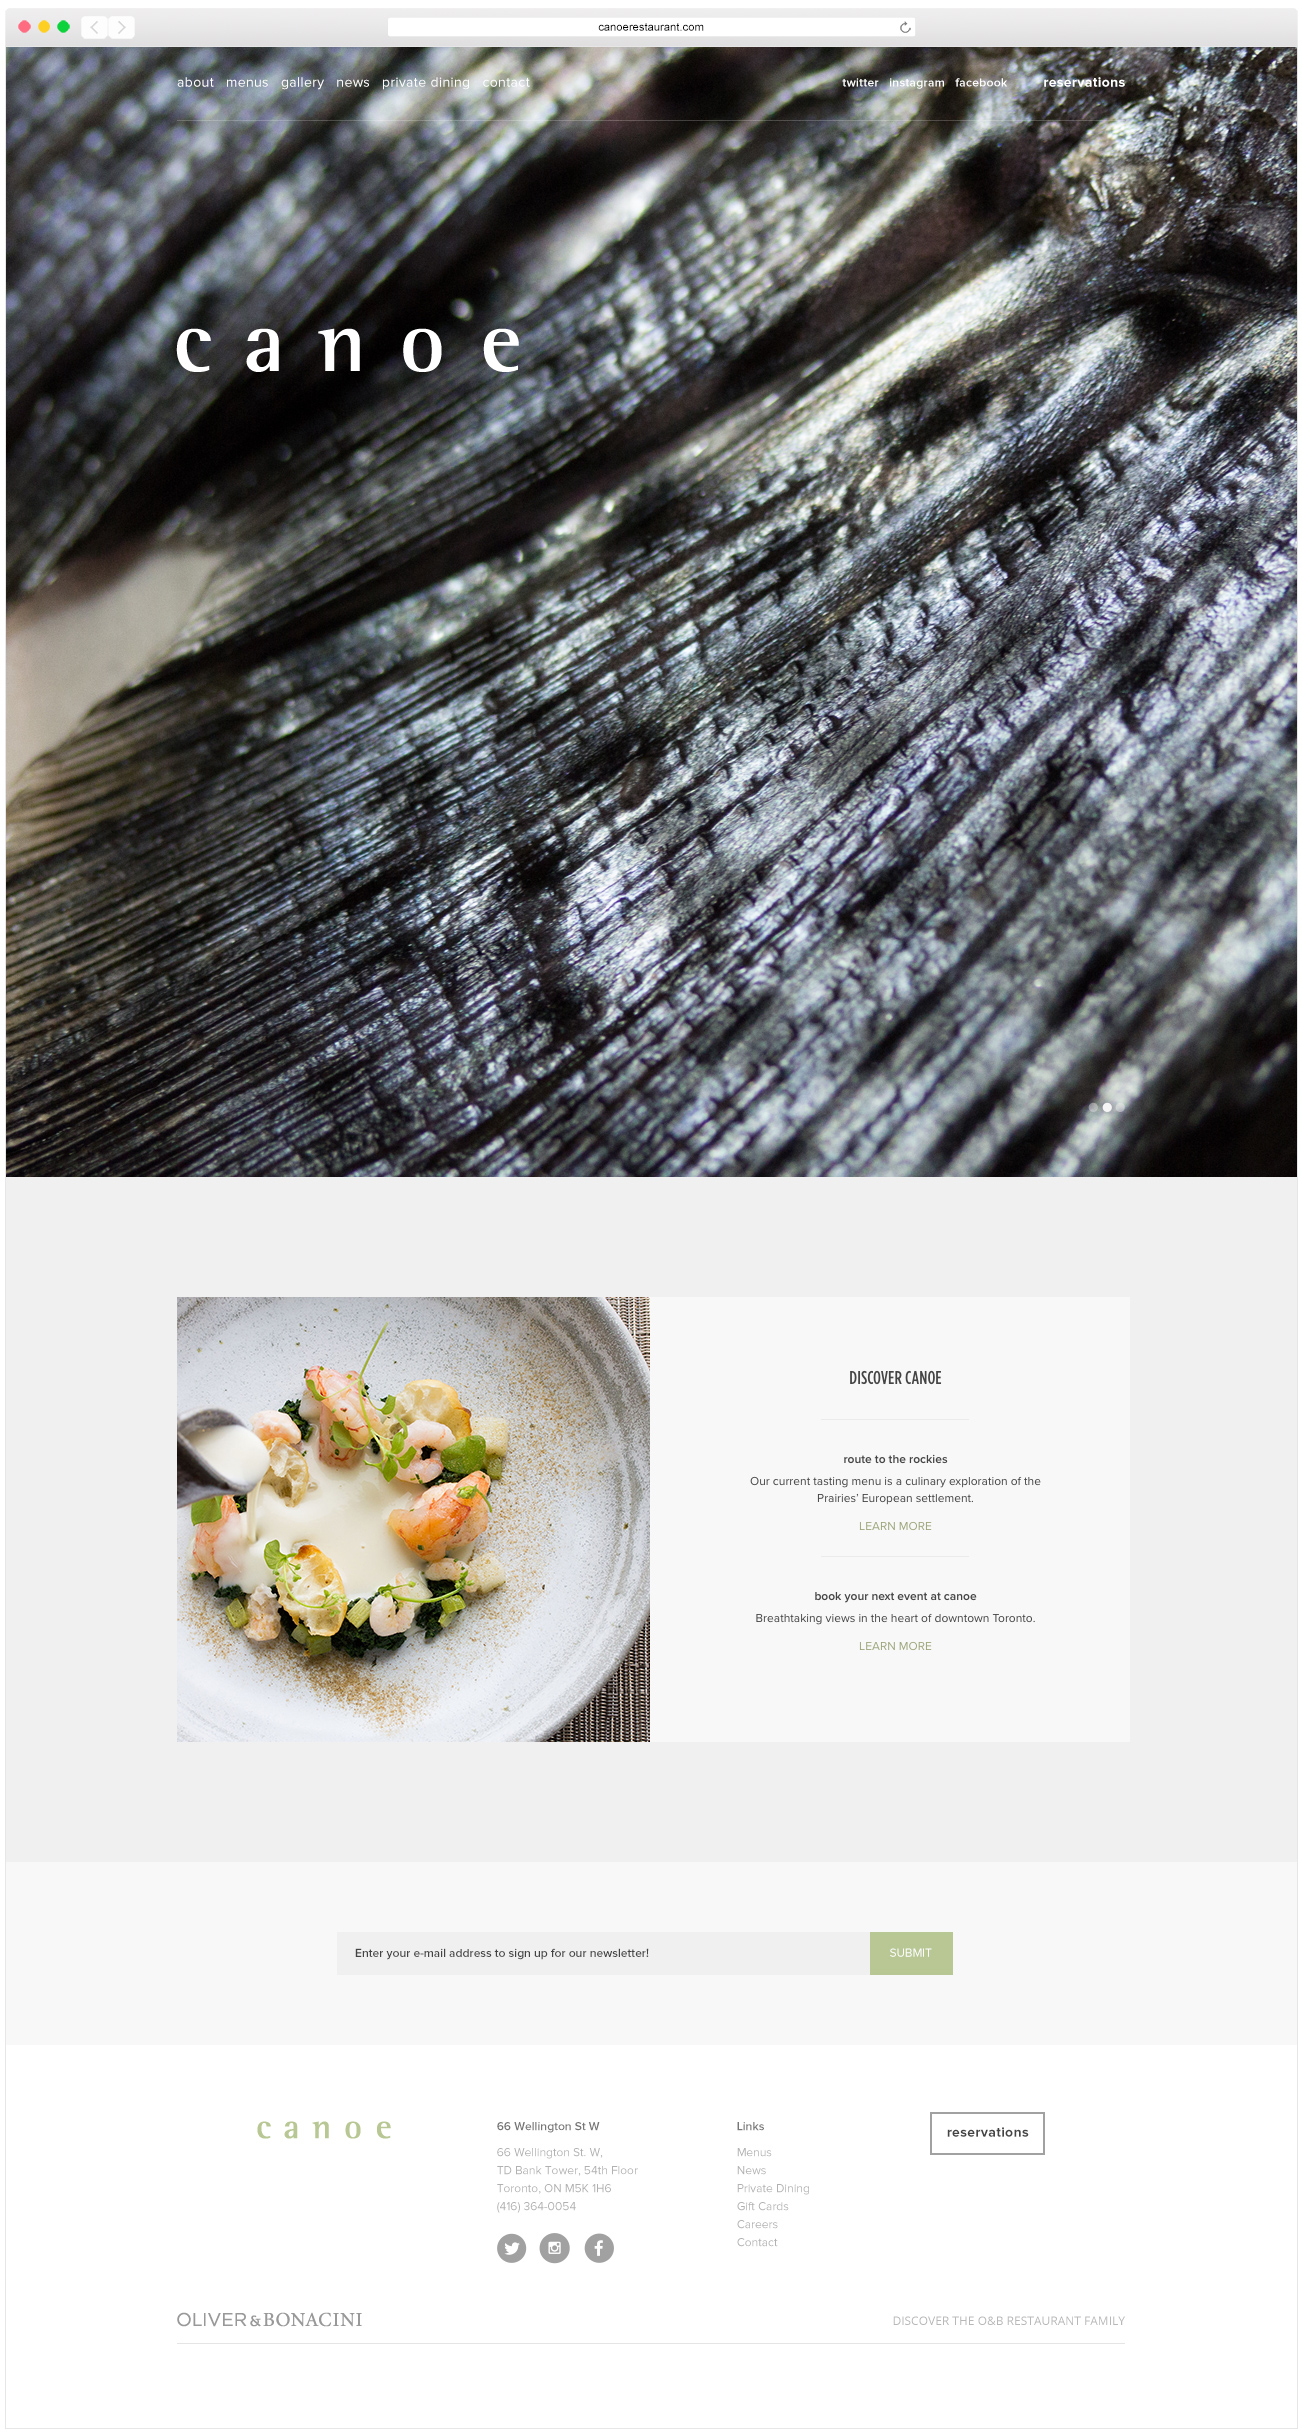 canoerestaurant.com
about menus gallery news private dining contact
twitter instagram facebook reservations
canoe
DISCOVER CANOE
route to the rockies
Our current tasting menu is a culinary exploration of the
Prairies’ European settlement.
LEARN MORE
book your next event at canoe
Breathtaking views in the heart of downtown Toronto.
LEARN MORE
Enter your e-mail address to sign up for our newsletter!
SUBMIT
canoe
66 Wellington St W
66 Wellington St. W,
TD Bank Tower, 54th Floor
Toronto, ON M5K 1H6
(416) 364-0054
Links
Menus
News
Private Dining
Gift Cards
Careers
Contact
reservations
OLIVER&BONACINI
DISCOVER THE O&B RESTAURANT FAMILY